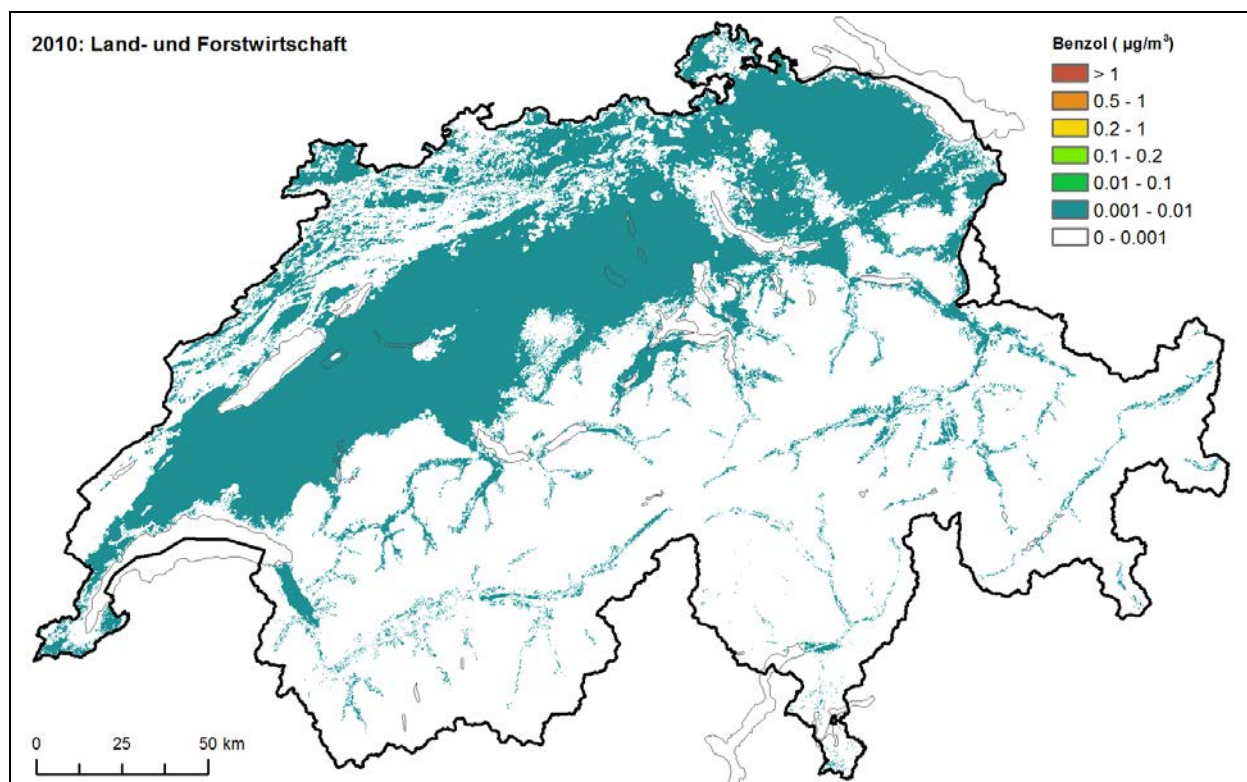 2010: Land- und Forstwirtschaft
Benzol ( µg/m³)
> 1
0.5 - 1
0.2 - 1
0.1 - 0.2
0.01 - 0.1
0.001 - 0.01
0 - 0.001
0 25 50 km